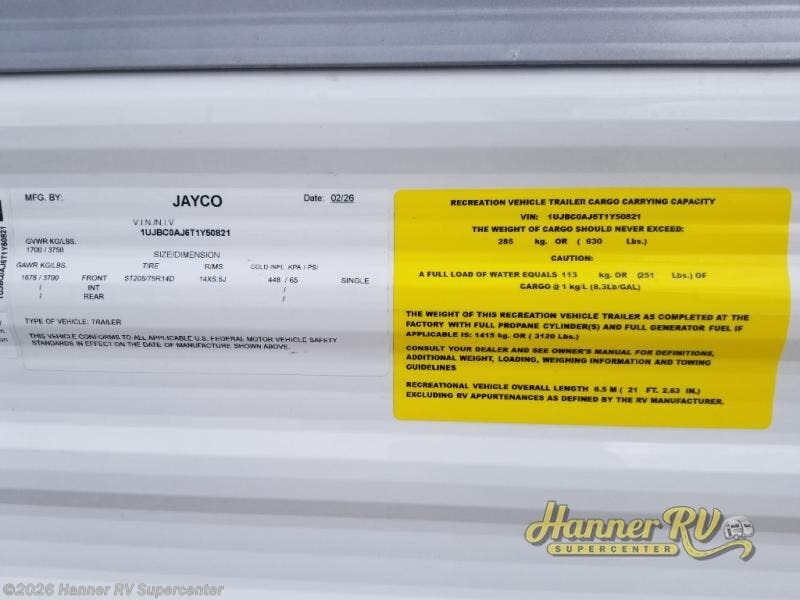 MFG. BY: JAYCO Date: 02/26
V I N /N I V
1UJBC0AJ6T1Y50821
GVWR KG/LBS.
1700 / 3750
SIZE/DIMENSION
GAWR KG/LBS. TIRE RIMS COLD INFL. KPA / PSI
1678 / 3700 FRONT ST205/75R14D 14X5.5J 448 / 65 SINGLE
/ INT /
/ REAR /
TYPE OF VEHICLE: TRAILER
THIS VEHICLE CONFORMS TO ALL APPLICABLE U.S. FEDERAL MOTOR VEHICLE SAFETY
STANDARDS IN EFFECT ON THE DATE OF MANUFACTURE SHOWN ABOVE.
1UJBC0AJ6T1Y50821
RECREATION VEHICLE TRAILER CARGO CARRYING CAPACITY
VIN: 1UJBC0AJ6T1Y50821
THE WEIGHT OF CARGO SHOULD NEVER EXCEED:
285 kg. OR ( 630 Lbs.)
CAUTION:
A FULL LOAD OF WATER EQUALS 113 kg. OR (251 Lbs.) OF
CARGO @ 1 kg/L (8.3Lb/GAL)
THE WEIGHT OF THIS RECREATION VEHICLE TRAILER AS COMPLETED AT THE
FACTORY WITH FULL PROPANE CYLINDER(S) AND FULL GENERATOR FUEL IF
APPLICABLE IS: 1415 kg. OR ( 3120 Lbs.)
CONSULT YOUR DEALER AND SEE OWNER'S MANUAL FOR DEFINITIONS,
ADDITIONAL WEIGHT, LOADING, WEIGHING INFORMATION AND TOWING
GUIDELINES
RECREATIONAL VEHICLE OVERALL LENGTH 6.5 M ( 21 FT. 2.63 IN.)
EXCLUDING RV APPURTENANCES AS DEFINED BY THE RV MANUFACTURER.
Hanner RV
SUPERCENTER
©2026 Hanner RV Supercenter